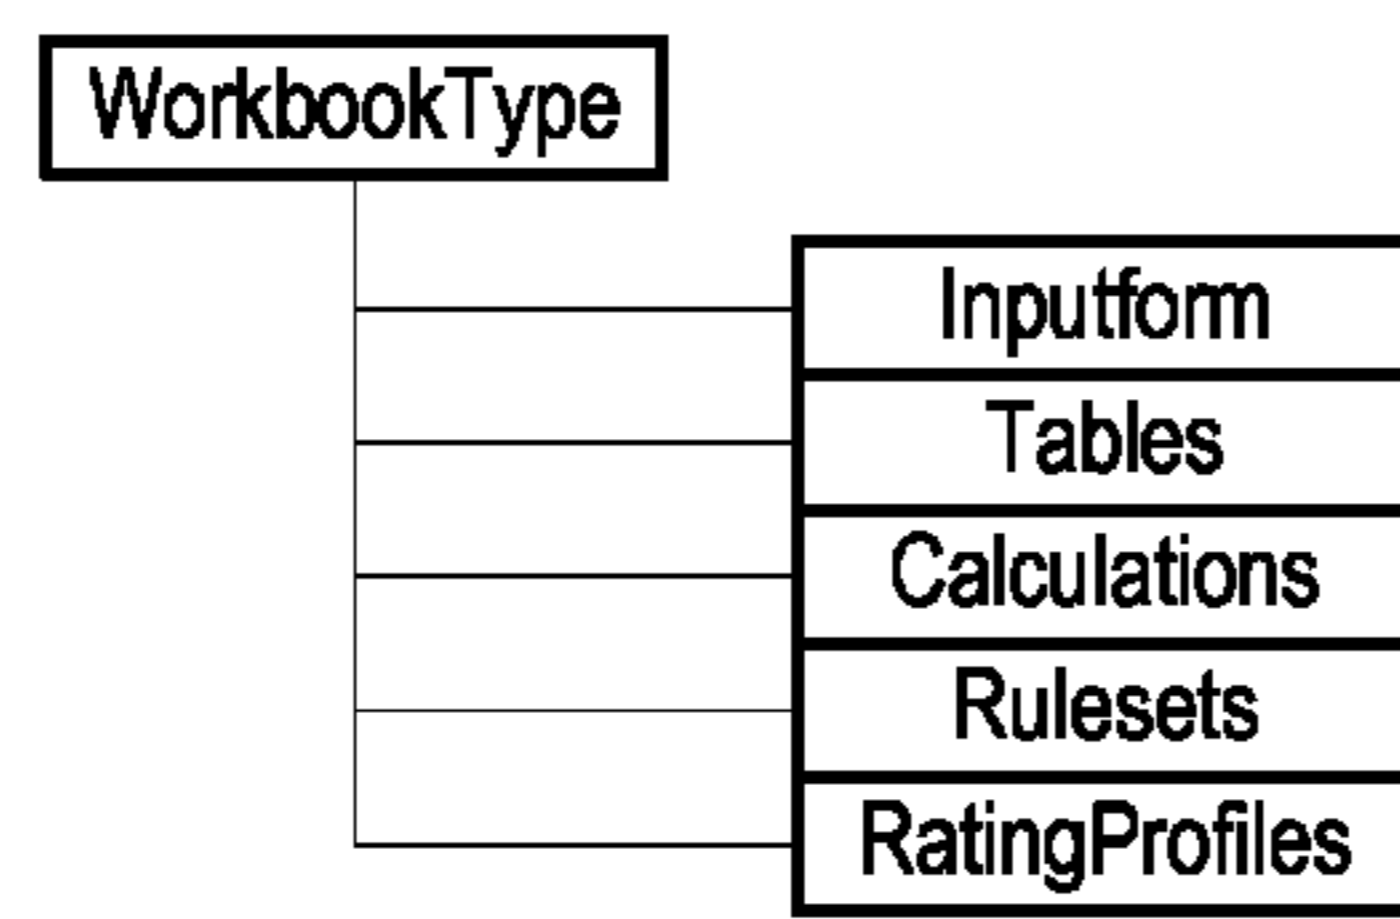 WorkbookType
Inputform
Tables
Calculations
Rulesets
RatingProfiles